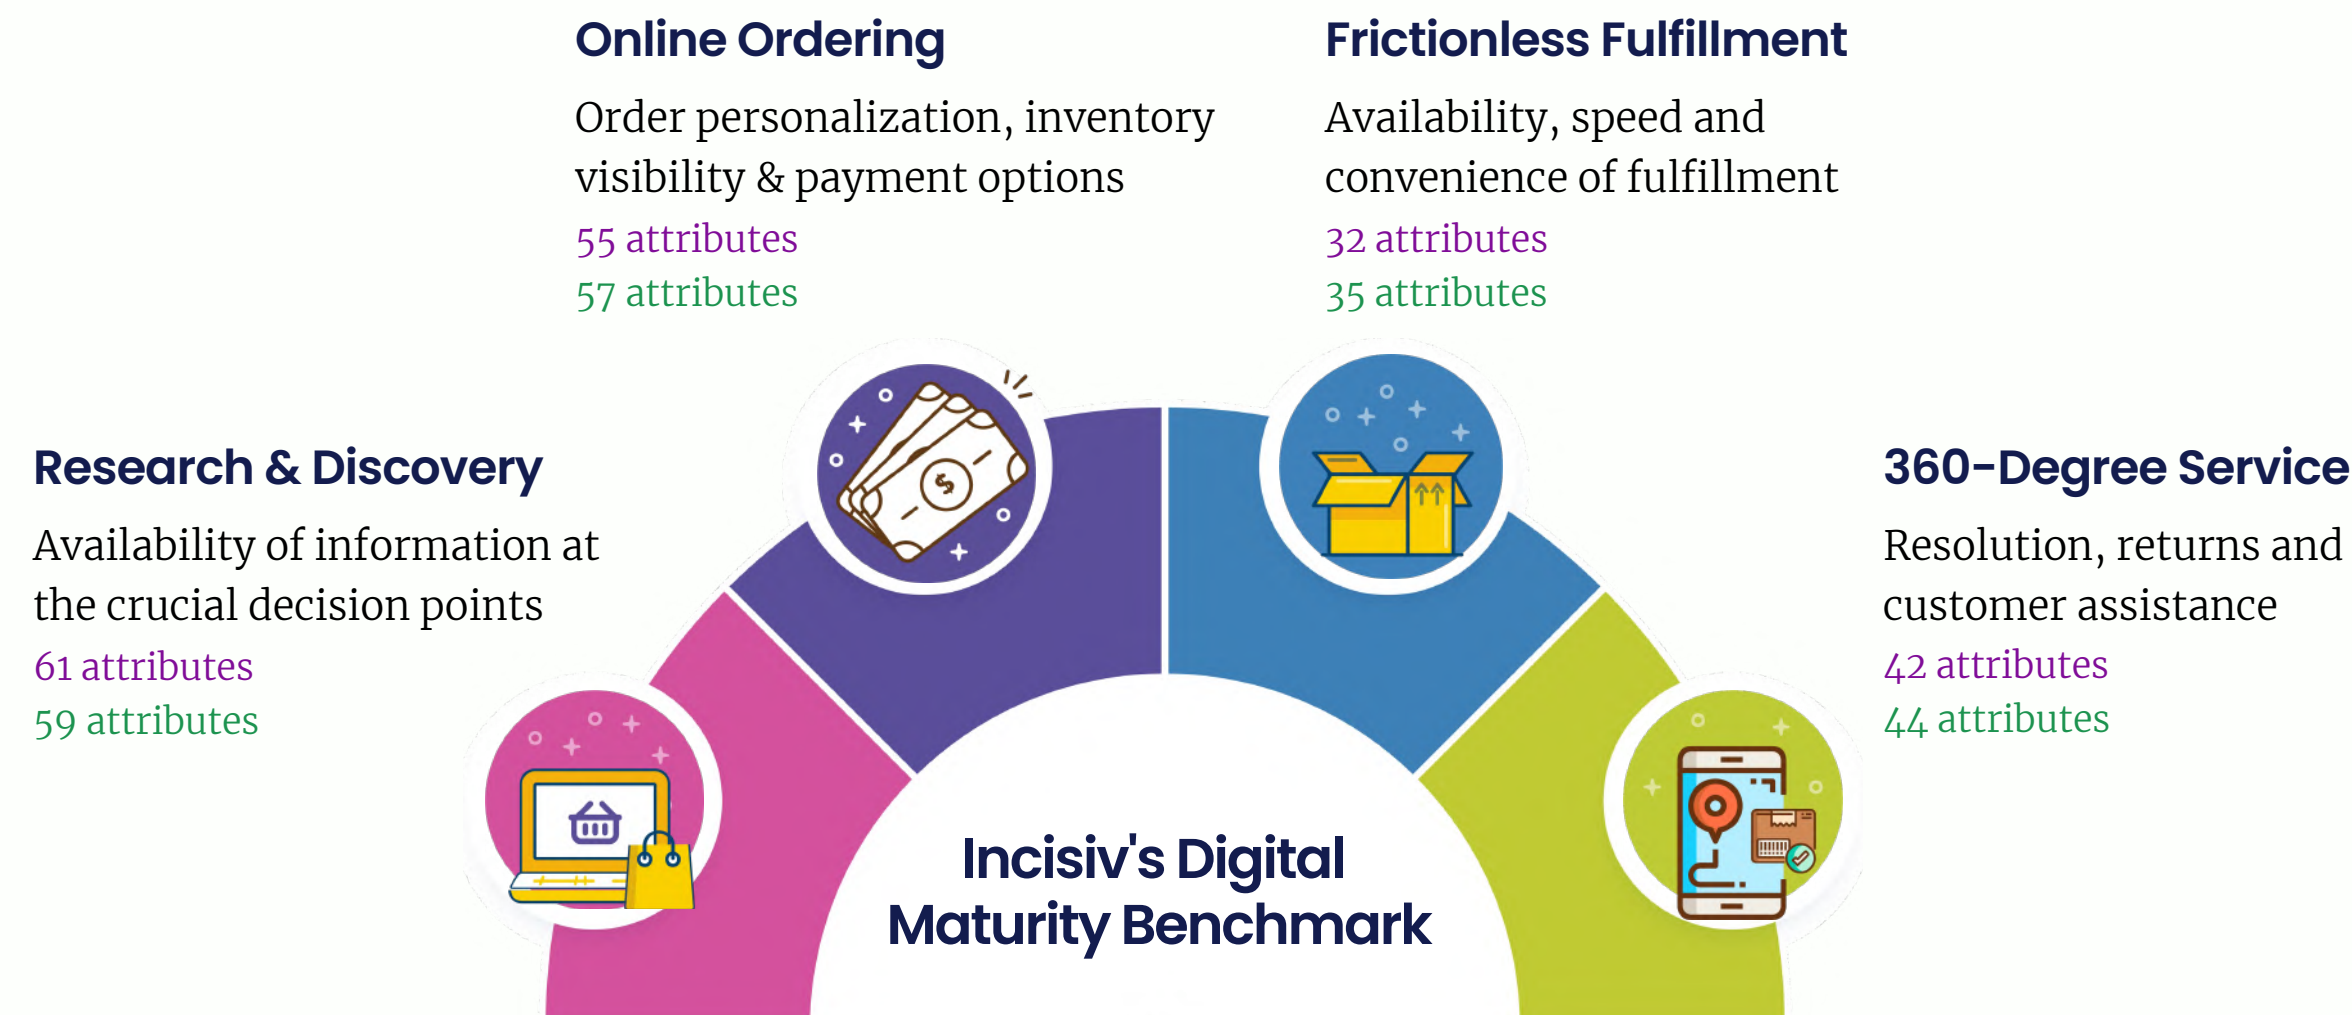 Online Ordering
Order personalization, inventory
visibility & payment options
55 attributes
57 attributes
Frictionless Fulfillment
Availability, speed and
convenience of fulfillment
32 attributes
35 attributes
Research & Discovery
Availability of information at
the crucial decision points
61 attributes
59 attributes
360-Degree Service
Resolution, returns and
customer assistance
42 attributes
44 attributes
$
Incisiv's Digital
Maturity Benchmark